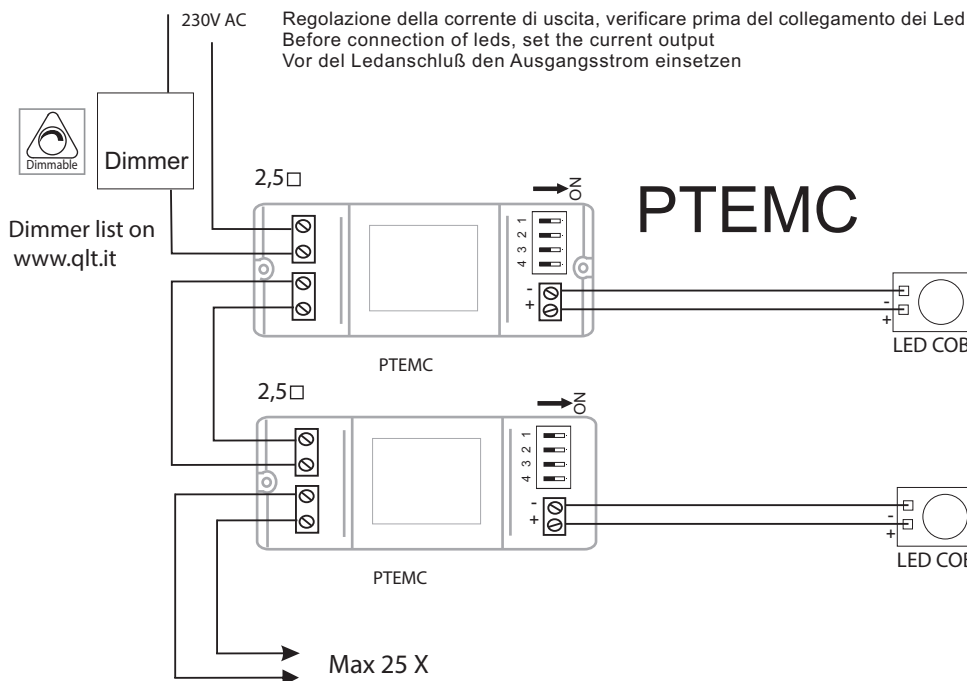 230V AC
Regolazione della corrente di uscita, verificare prima del collegamento dei Led
Before connection of leds, set the current output
Vor del Ledanschluß den Ausgangsstrom einsetzen
Dimmable
Dimmer
Dimmer list on
www.qlt.it
2,5□
ON
1
2
3
4
-
+
PTEMC
-
+
LED COB
PTEMC
2,5□
ON
1
2
3
4
-
+
-
+
LED COB
PTEMC
Max 25 X